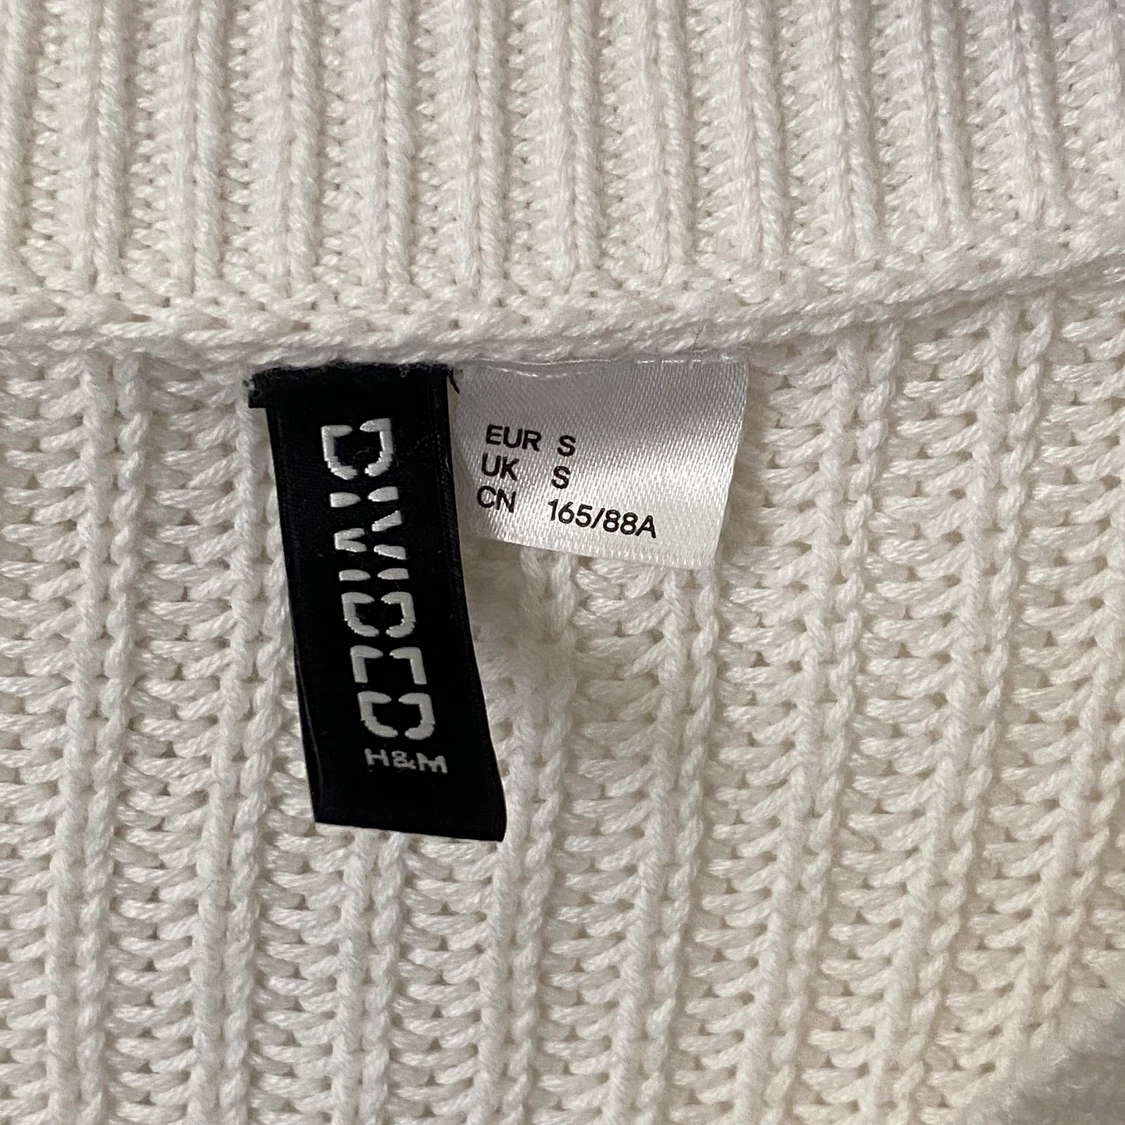 DIVIDED
H&M
EUR S
UK S
CN 165/88A